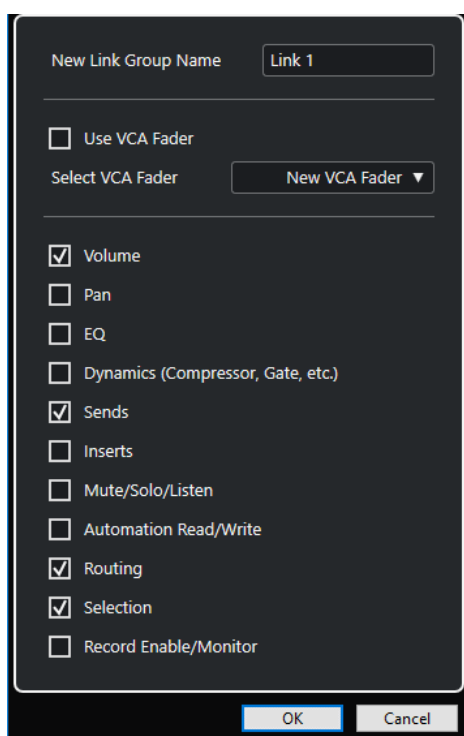 New Link Group Name Link 1
Use VCA Fader
Select VCA Fader New VCA Fader
Volume
Pan
EQ
Dynamics (Compressor, Gate, etc.)
Sends
Inserts
Mute/Solo/Listen
Automation Read/Write
Routing
Selection
Record Enable/Monitor
OK Cancel